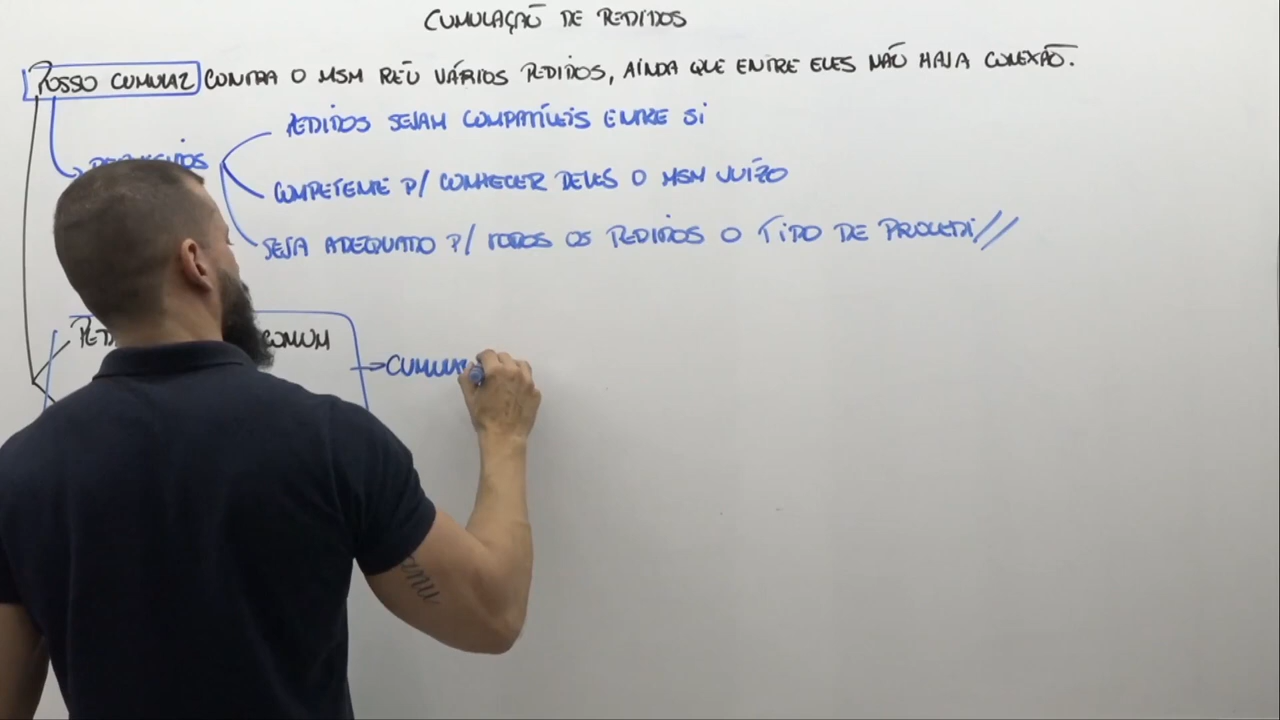 CUMULAÇÃO DE PEDIDOS
POSSO CUMULAR CONTRA O MSM RÉU VÁRIOS PEDIDOS, AINDA QUE ENTRE ELES NÃO HAJA CONEXÃO.
PEDIDOS SEJAM COMPATÍVEIS ENTRE SI
COMPETENTE P/ CONHECER DELES O MSM JUÍZO
SEJA ADEQUADO P/ TODOS OS PEDIDOS O TIPO DE PROCEDI//
COMUM